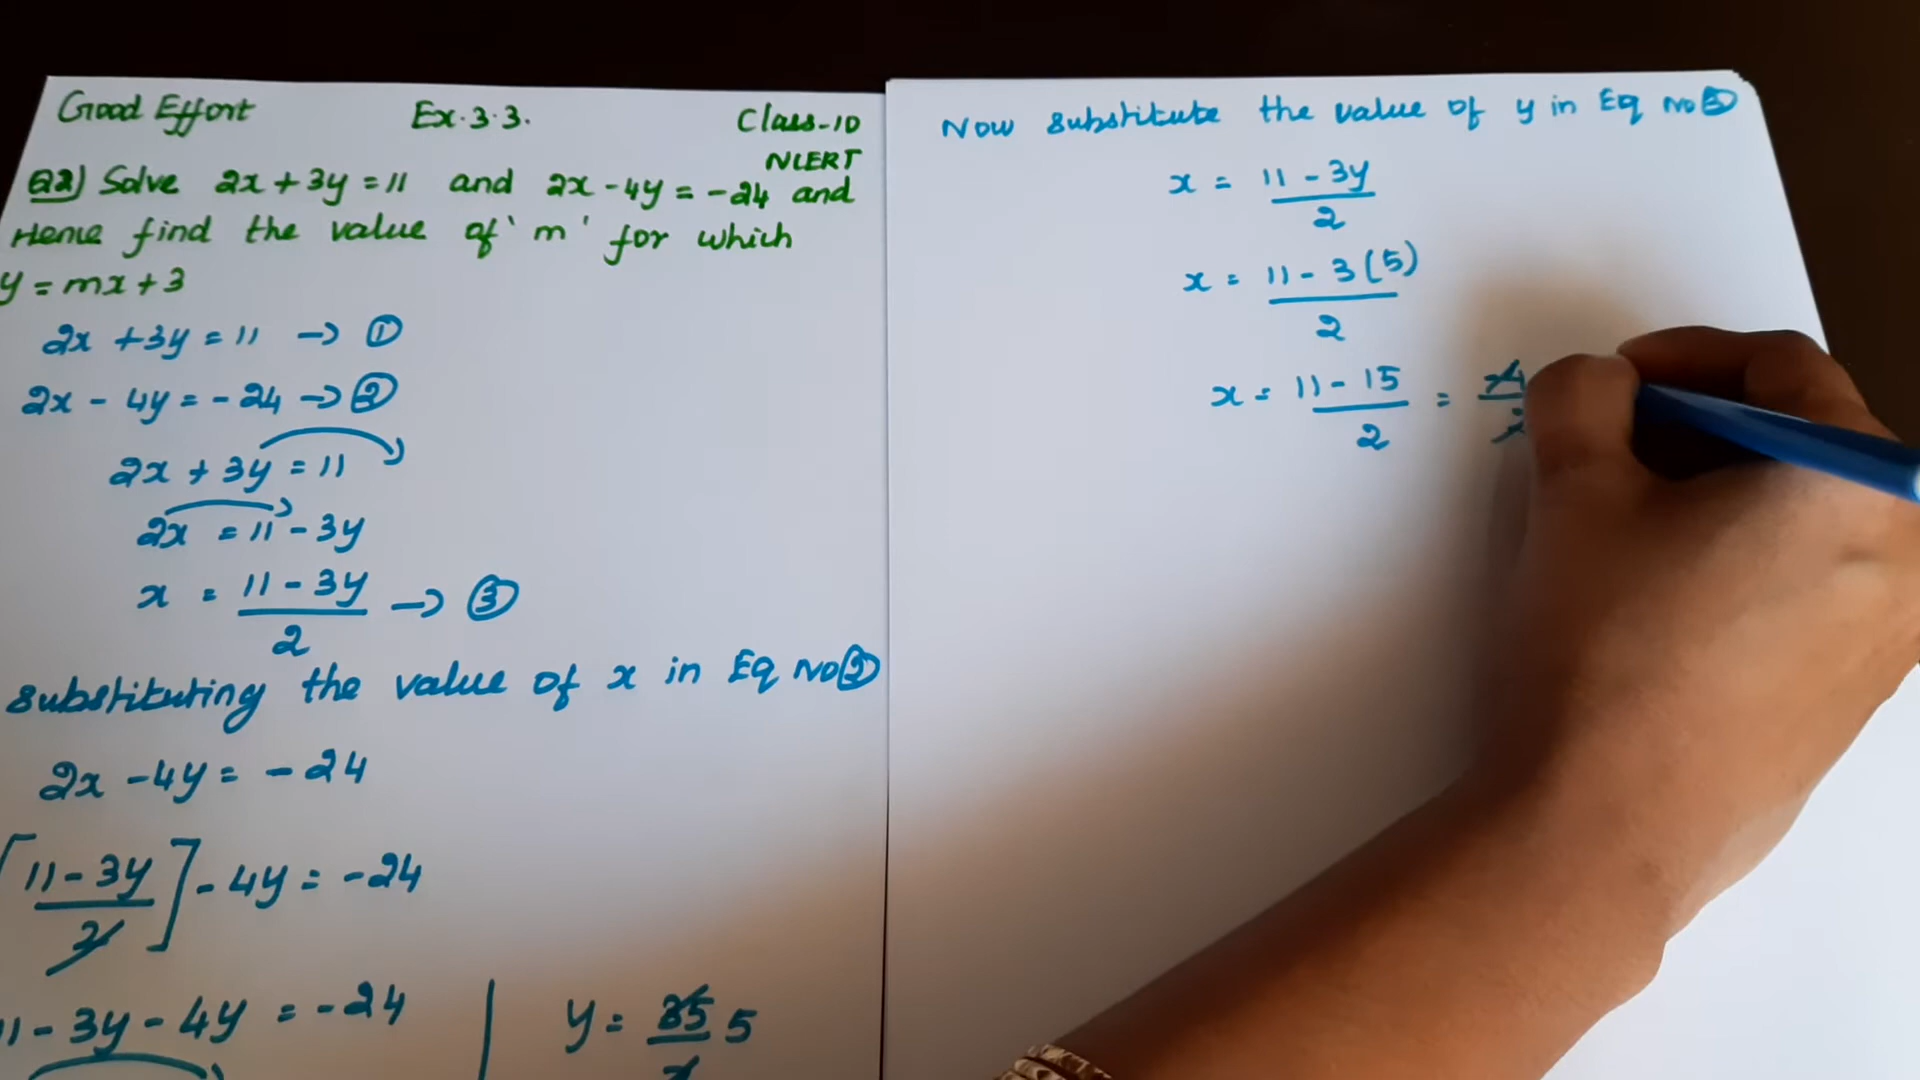 Good Effort Ex.3.3. Class-10
NCERT
Q2) Solve 2x + 3y = 11 and 2x - 4y = -24 and
Hence find the value of 'm' for which
y = mx + 3
2x + 3y = 11 → ①
2x - 4y = -24 → ②
2x + 3y = 11
2x = 11 - 3y
x = 11 - 3y → ③
2
substituting the value of x in Eq No②
2x - 4y = -24
[11 - 3y] - 4y = -24
2
11 - 3y - 4y = -24
y = 35 5
Now substitute the value of y in Eq No③
x = 11 - 3y
2
x = 11 - 3(5)
2
x = 11 - 15 = -4
2 2